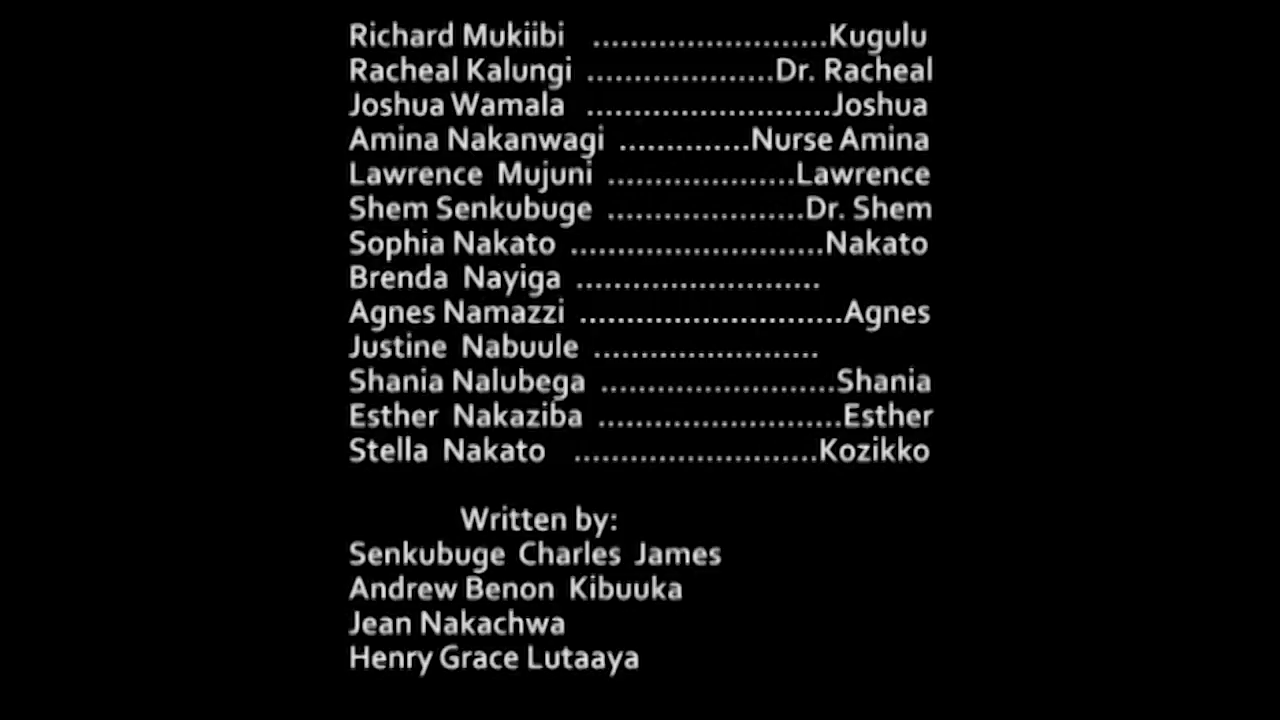 Richard Mukiibi .........................Kugulu
Racheal Kalungi ....................Dr. Racheal
Joshua Wamala ..........................Joshua
Amina Nakanwagi ..............Nurse Amina
Lawrence Mujuni ....................Lawrence
Shem Senkubuge .....................Dr. Shem
Sophia Nakato ...........................Nakato
Brenda Nayiga ..........................
Agnes Namazzi ............................Agnes
Justine Nabuule ........................
Shania Nalubega .........................Shania
Esther Nakaziba ..........................Esther
Stella Nakato ..........................Kozikko
Written by:
Senkubuge Charles James
Andrew Benon Kibuuka
Jean Nakachwa
Henry Grace Lutaaya